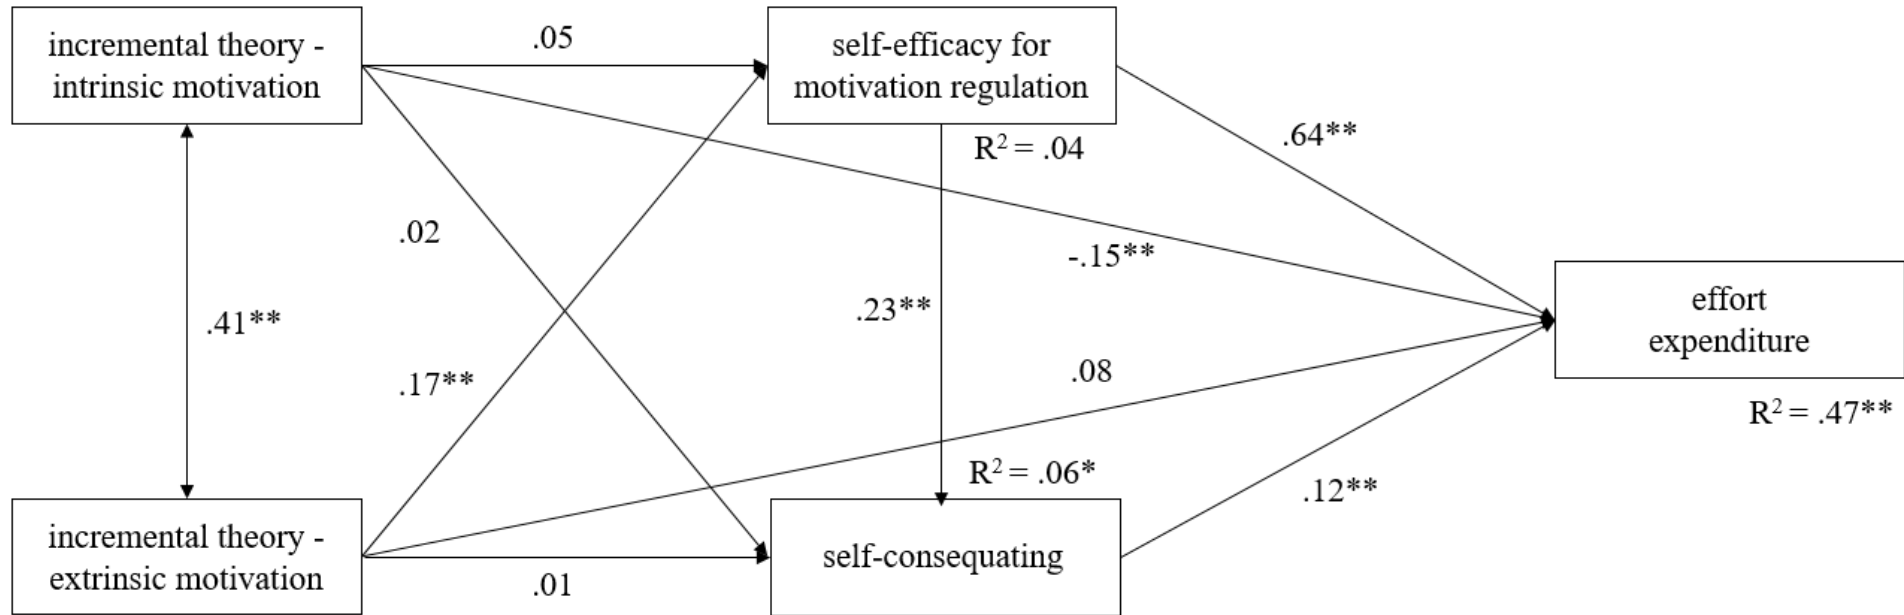 incremental theory -
intrinsic motivation
.05
self-efficacy for
motivation regulation
R² = .04
.64**
.02
-.15**
.41**
.23**
effort
expenditure
.17**
.08
R² = .47**
R² = .06*
.12**
incremental theory -
extrinsic motivation
.01
self-consequating